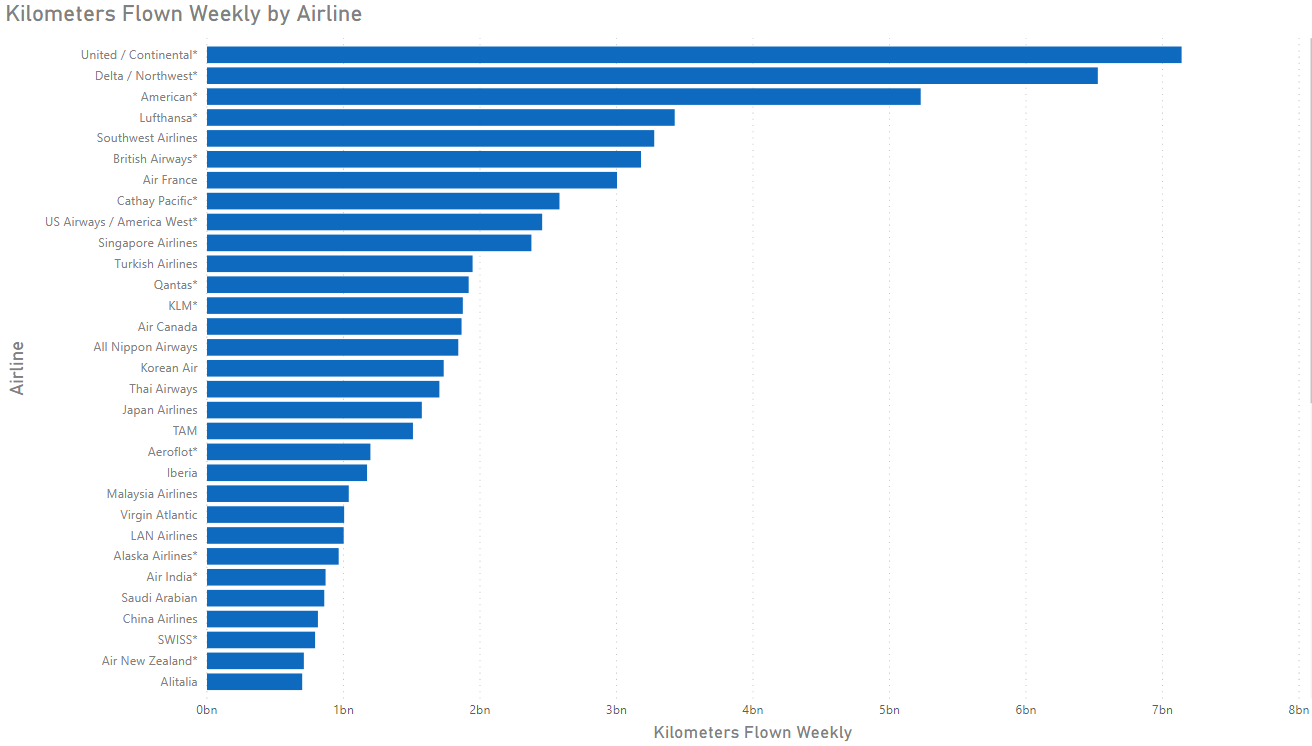 Kilometers Flown Weekly by Airline
United / Continental*
Delta / Northwest*
American*
Lufthansa*
Southwest Airlines
British Airways*
Air France
Cathay Pacific*
US Airways / America West*
Singapore Airlines
Turkish Airlines
Qantas*
KLM*
Air Canada
All Nippon Airways
Korean Air
Thai Airways
Japan Airlines
TAM
Aeroflot*
Iberia
Malaysia Airlines
Virgin Atlantic
LAN Airlines
Alaska Airlines*
Air India*
Saudi Arabian
China Airlines
SWISS*
Air New Zealand*
Alitalia
Airline
0bn 1bn 2bn 3bn 4bn 5bn 6bn 7bn 8bn
Kilometers Flown Weekly